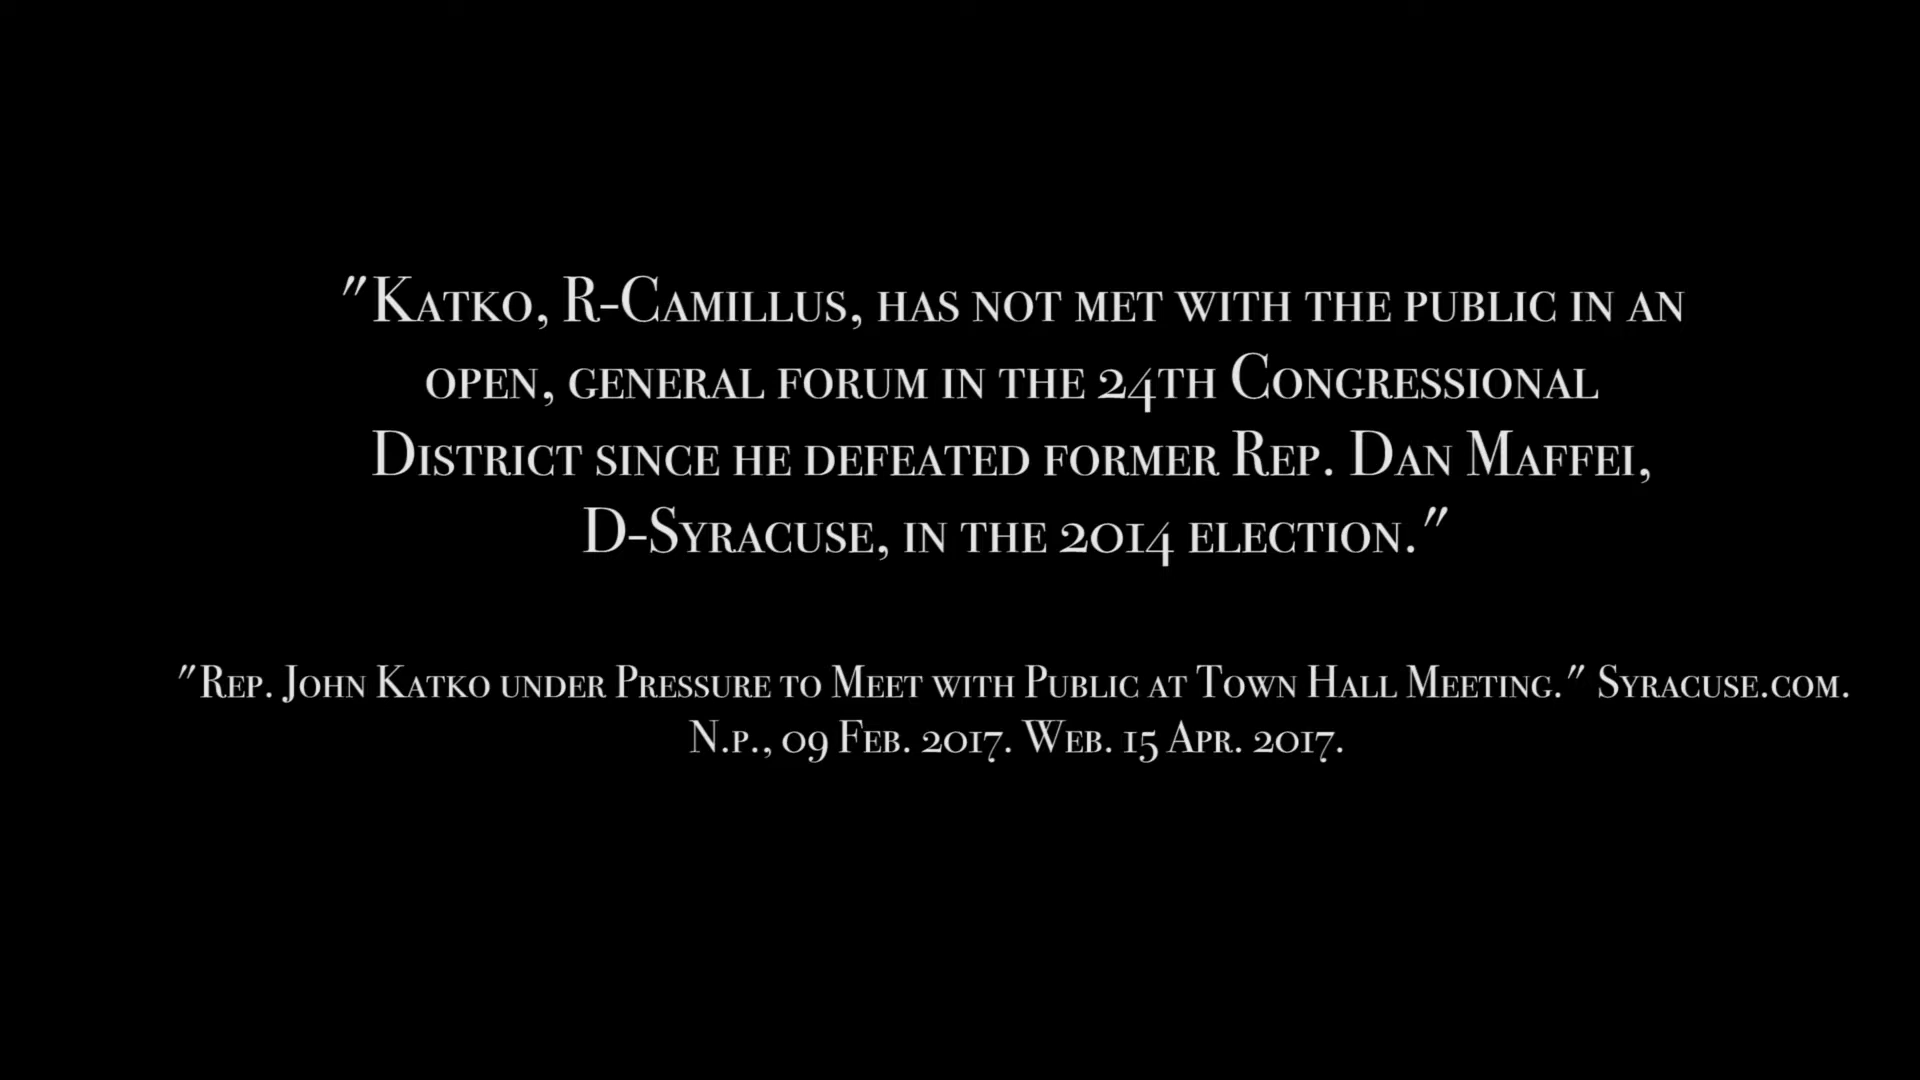 "Katko, R-Camillus, has not met with the public in an
open, general forum in the 24th Congressional
District since he defeated former Rep. Dan Maffei,
D-Syracuse, in the 2014 election."
"Rep. John Katko under Pressure to Meet with Public at Town Hall Meeting." Syracuse.com.
N.p., 09 Feb. 2017. Web. 15 Apr. 2017.